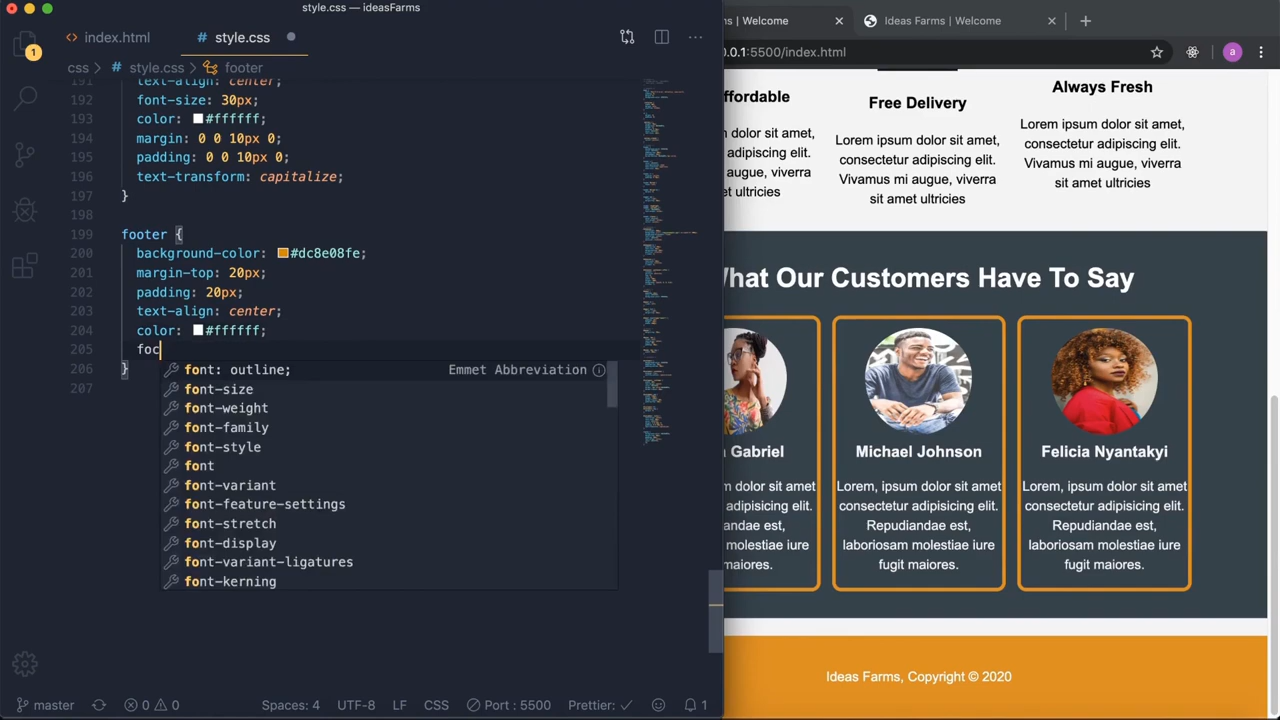 style.css — ideasFarms
index.html
# style.css
css > # style.css > footer
191 text-align: center;
192 font-size: 30px;
193 color: #ffffff;
194 margin: 0 0 10px 0;
195 padding: 0 0 10px 0;
196 text-transform: capitalize;
197 }
198
199 footer {
200 background-color: #dc8e08fe;
201 margin-top: 20px;
202 padding: 20px;
203 text-align: center;
204 color: #ffffff;
205 foc
206 }
207
font: outline; Emmet Abbreviation
font-size
font-weight
font-family
font-style
font
font-variant
font-feature-settings
font-stretch
font-display
font-variant-ligatures
font-kerning
1
master 0 0 Spaces: 4 UTF-8 LF CSS Port : 5500 Prettier: ✓ 1
ms | Welcome
Ideas Farms | Welcome
.0.1:5500/index.html
a
ffordable
dolor sit amet,
adipiscing elit.
augue, viverra
met ultricies
Free Delivery
Lorem ipsum dolor sit amet,
consectetur adipiscing elit.
Vivamus mi augue, viverra
sit amet ultricies
Always Fresh
Lorem ipsum dolor sit amet,
consectetur adipiscing elit.
Vivamus mi augue, viverra
sit amet ultricies
What Our Customers Have To Say
Gabriel
dolor sit amet
adipiscing elit.
andae est,
molestiae iure
maiores.
Michael Johnson
Lorem, ipsum dolor sit amet
consectetur adipisicing elit.
Repudiandae est,
laboriosam molestiae iure
fugit maiores.
Felicia Nyantakyi
Lorem, ipsum dolor sit amet
consectetur adipisicing elit.
Repudiandae est,
laboriosam molestiae iure
fugit maiores.
Ideas Farms, Copyright © 2020